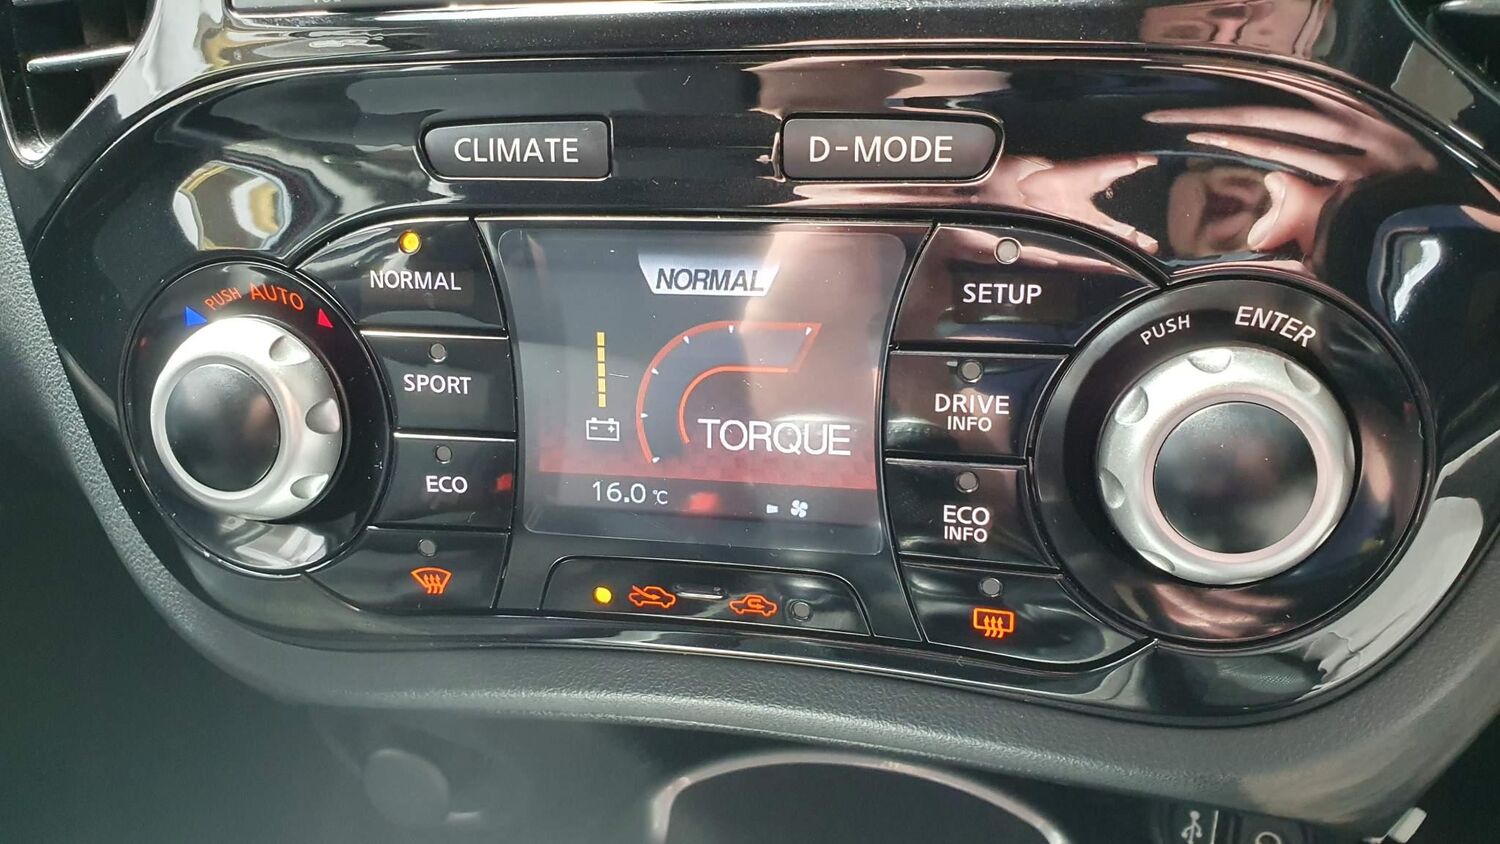 CLIMATE
D-MODE
PUSH AUTO
NORMAL
SPORT
ECO
NORMAL
TORQUE
16.0 °C
SETUP
DRIVE
INFO
ECO
INFO
PUSH ENTER